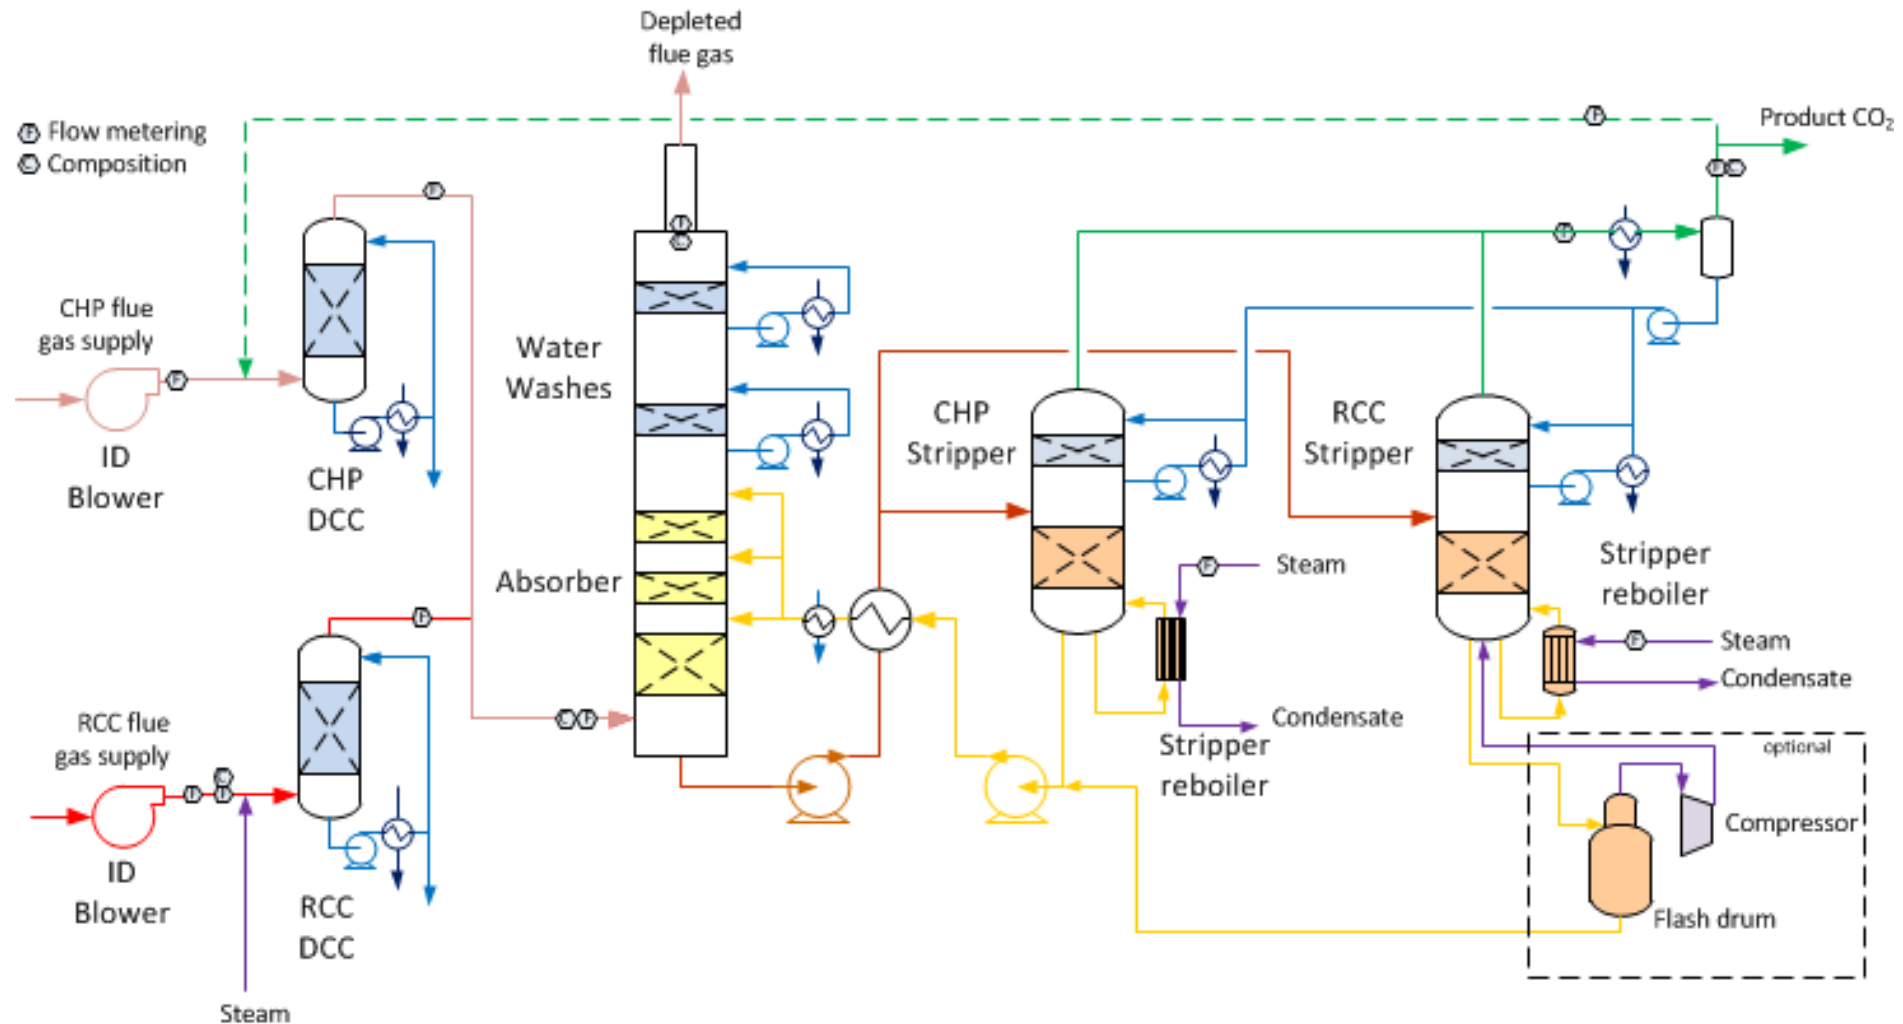 Depleted
flue gas
Flow metering
Composition
Product CO₂
CHP flue
gas supply
ID
Blower
CHP
DCC
Water
Washes
Absorber
CHP
Stripper
RCC
Stripper
Steam
Condensate
Stripper
reboiler
Stripper
reboiler
Steam
Condensate
optional
Compressor
Flash drum
RCC flue
gas supply
ID
Blower
RCC
DCC
Steam
F
C
F
F
F
F
F
C
F
C
F
C
F
F
C
F
C
F
F
F